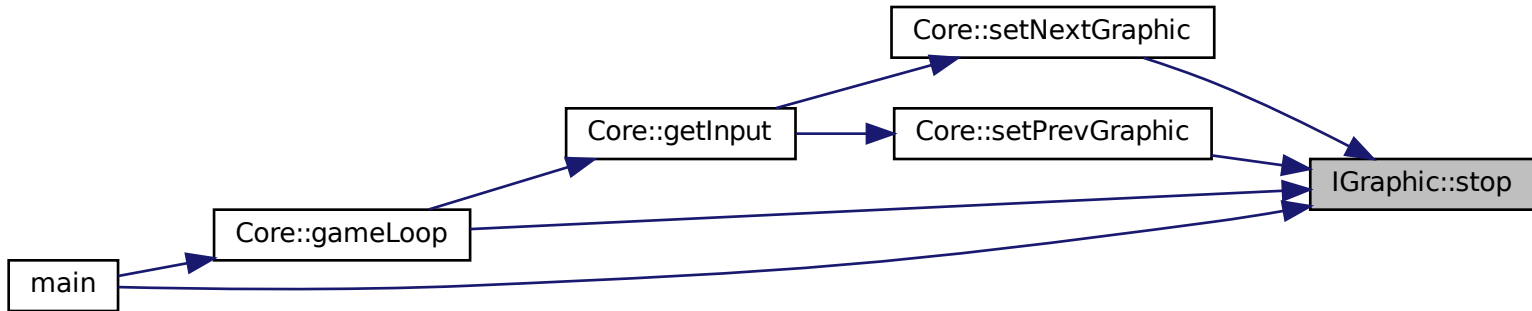 Core::setNextGraphic
Core::getInput
Core::setPrevGraphic
IGraphic::stop
Core::gameLoop
main